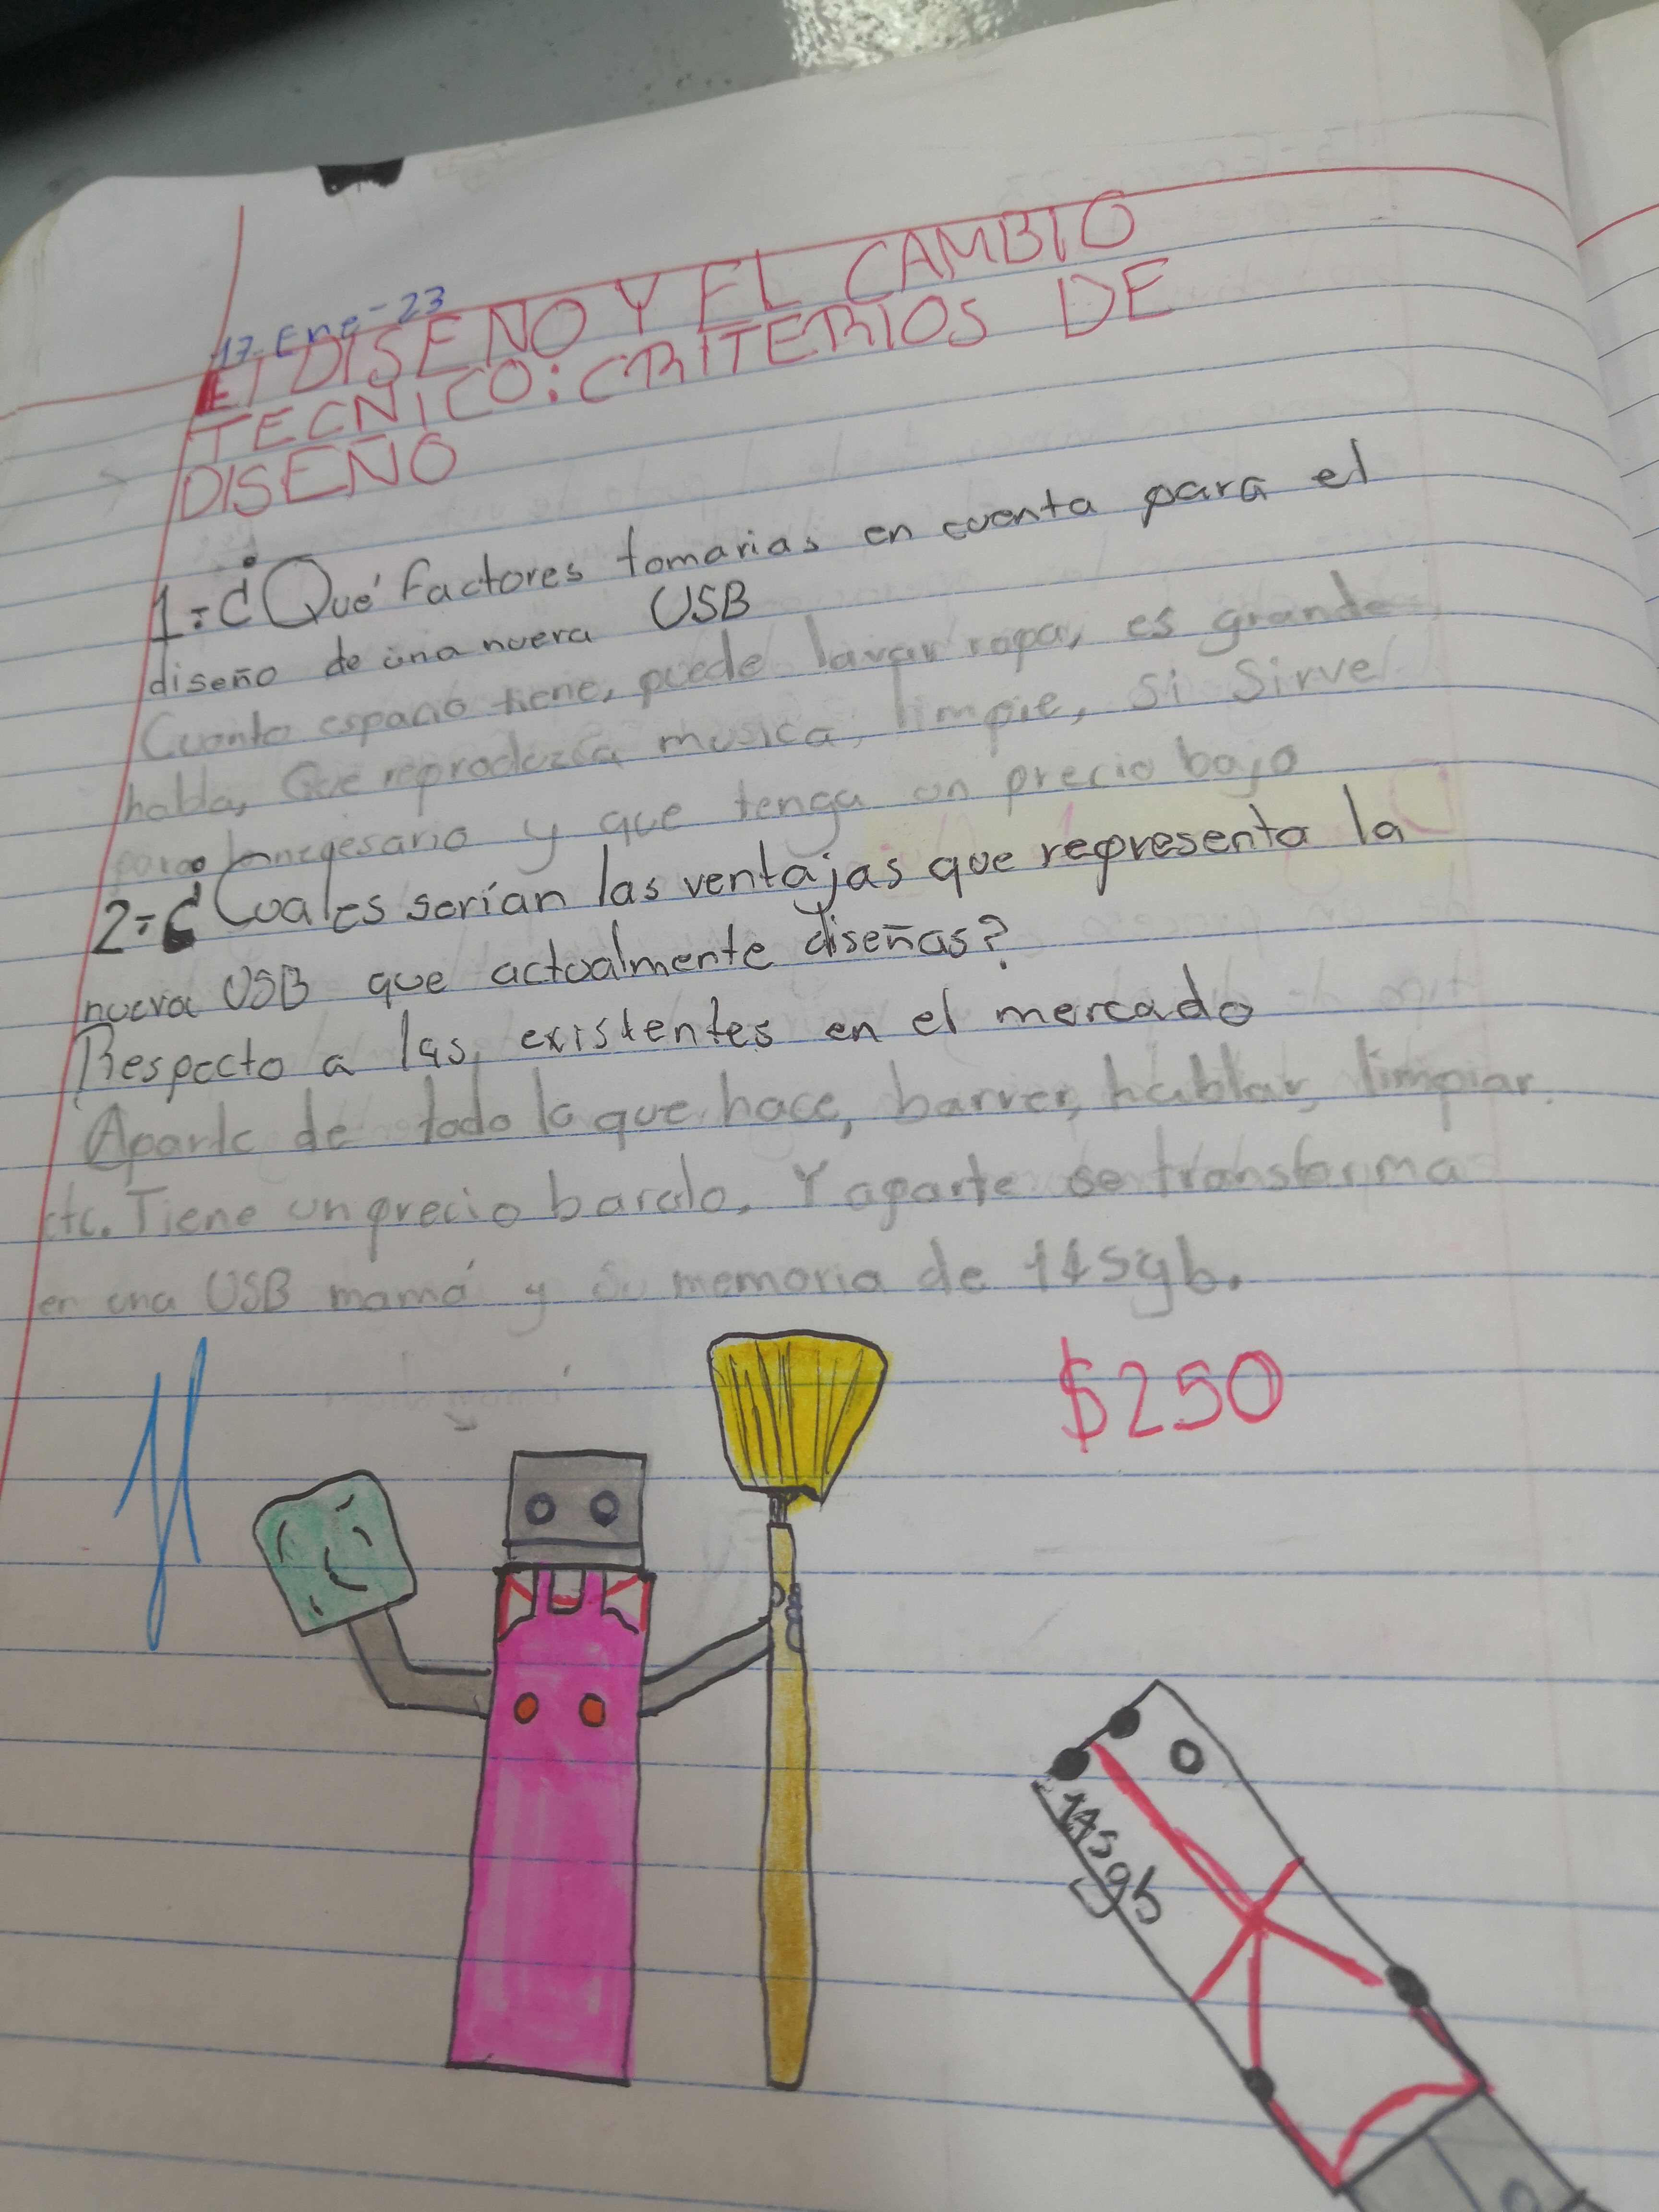 17-Ene-23
El DISEÑO Y EL CAMBIO
TECNICO: CRITERIOS DE
DISEÑO
1-¿Qué factores tomarias en cuenta para el
diseño de una nueva USB
Cuanto espacio tiene, puede lavar ropa, es grande
habla, Que reproduzca musica, limpie, si sirve
para y que tenga un precio bajo
2-¿Cuales serían las ventajas que representa la
nueva USB que actualmente diseñas?
Respecto a las existentes en el mercado
Aparte de todo lo que hace, barrer, hablar, limpiar.
etc. Tiene un precio barato. Y aparte se transforma
en una USB mamá y su memoria de 145gb.
$250
145gb